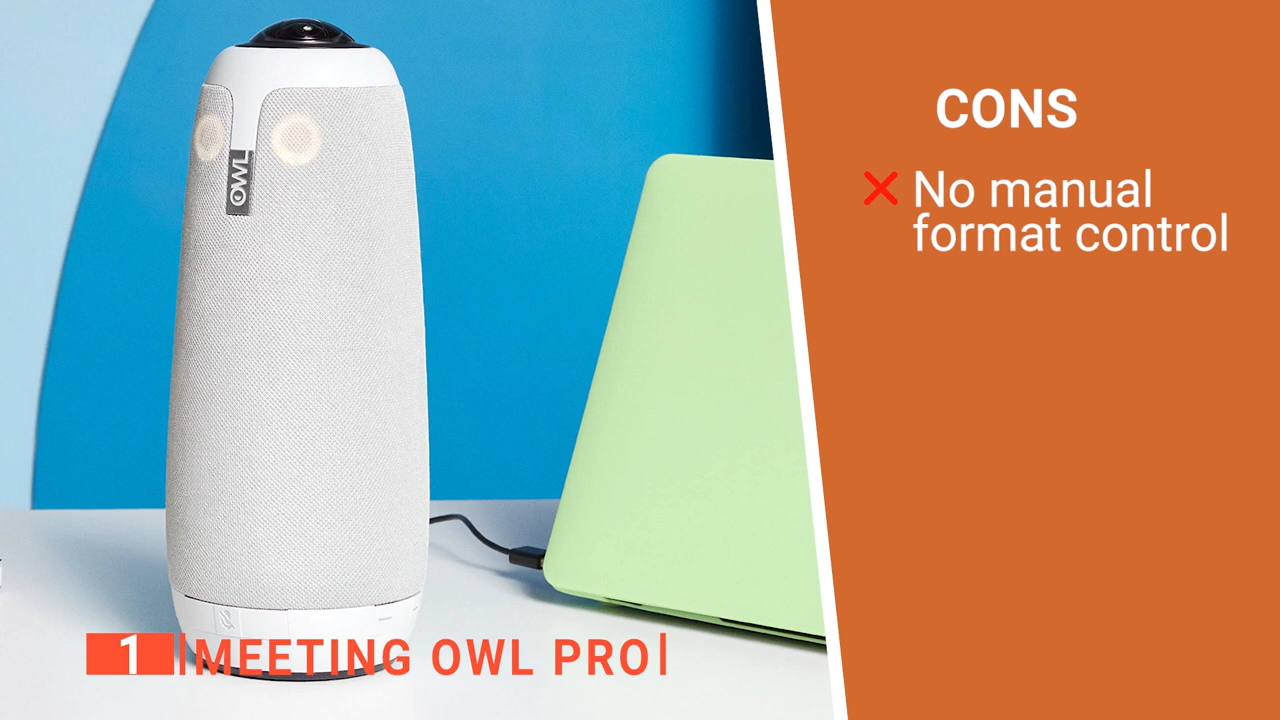 OWL
CONS
No manual
format control
1
MEETING OWL PRO